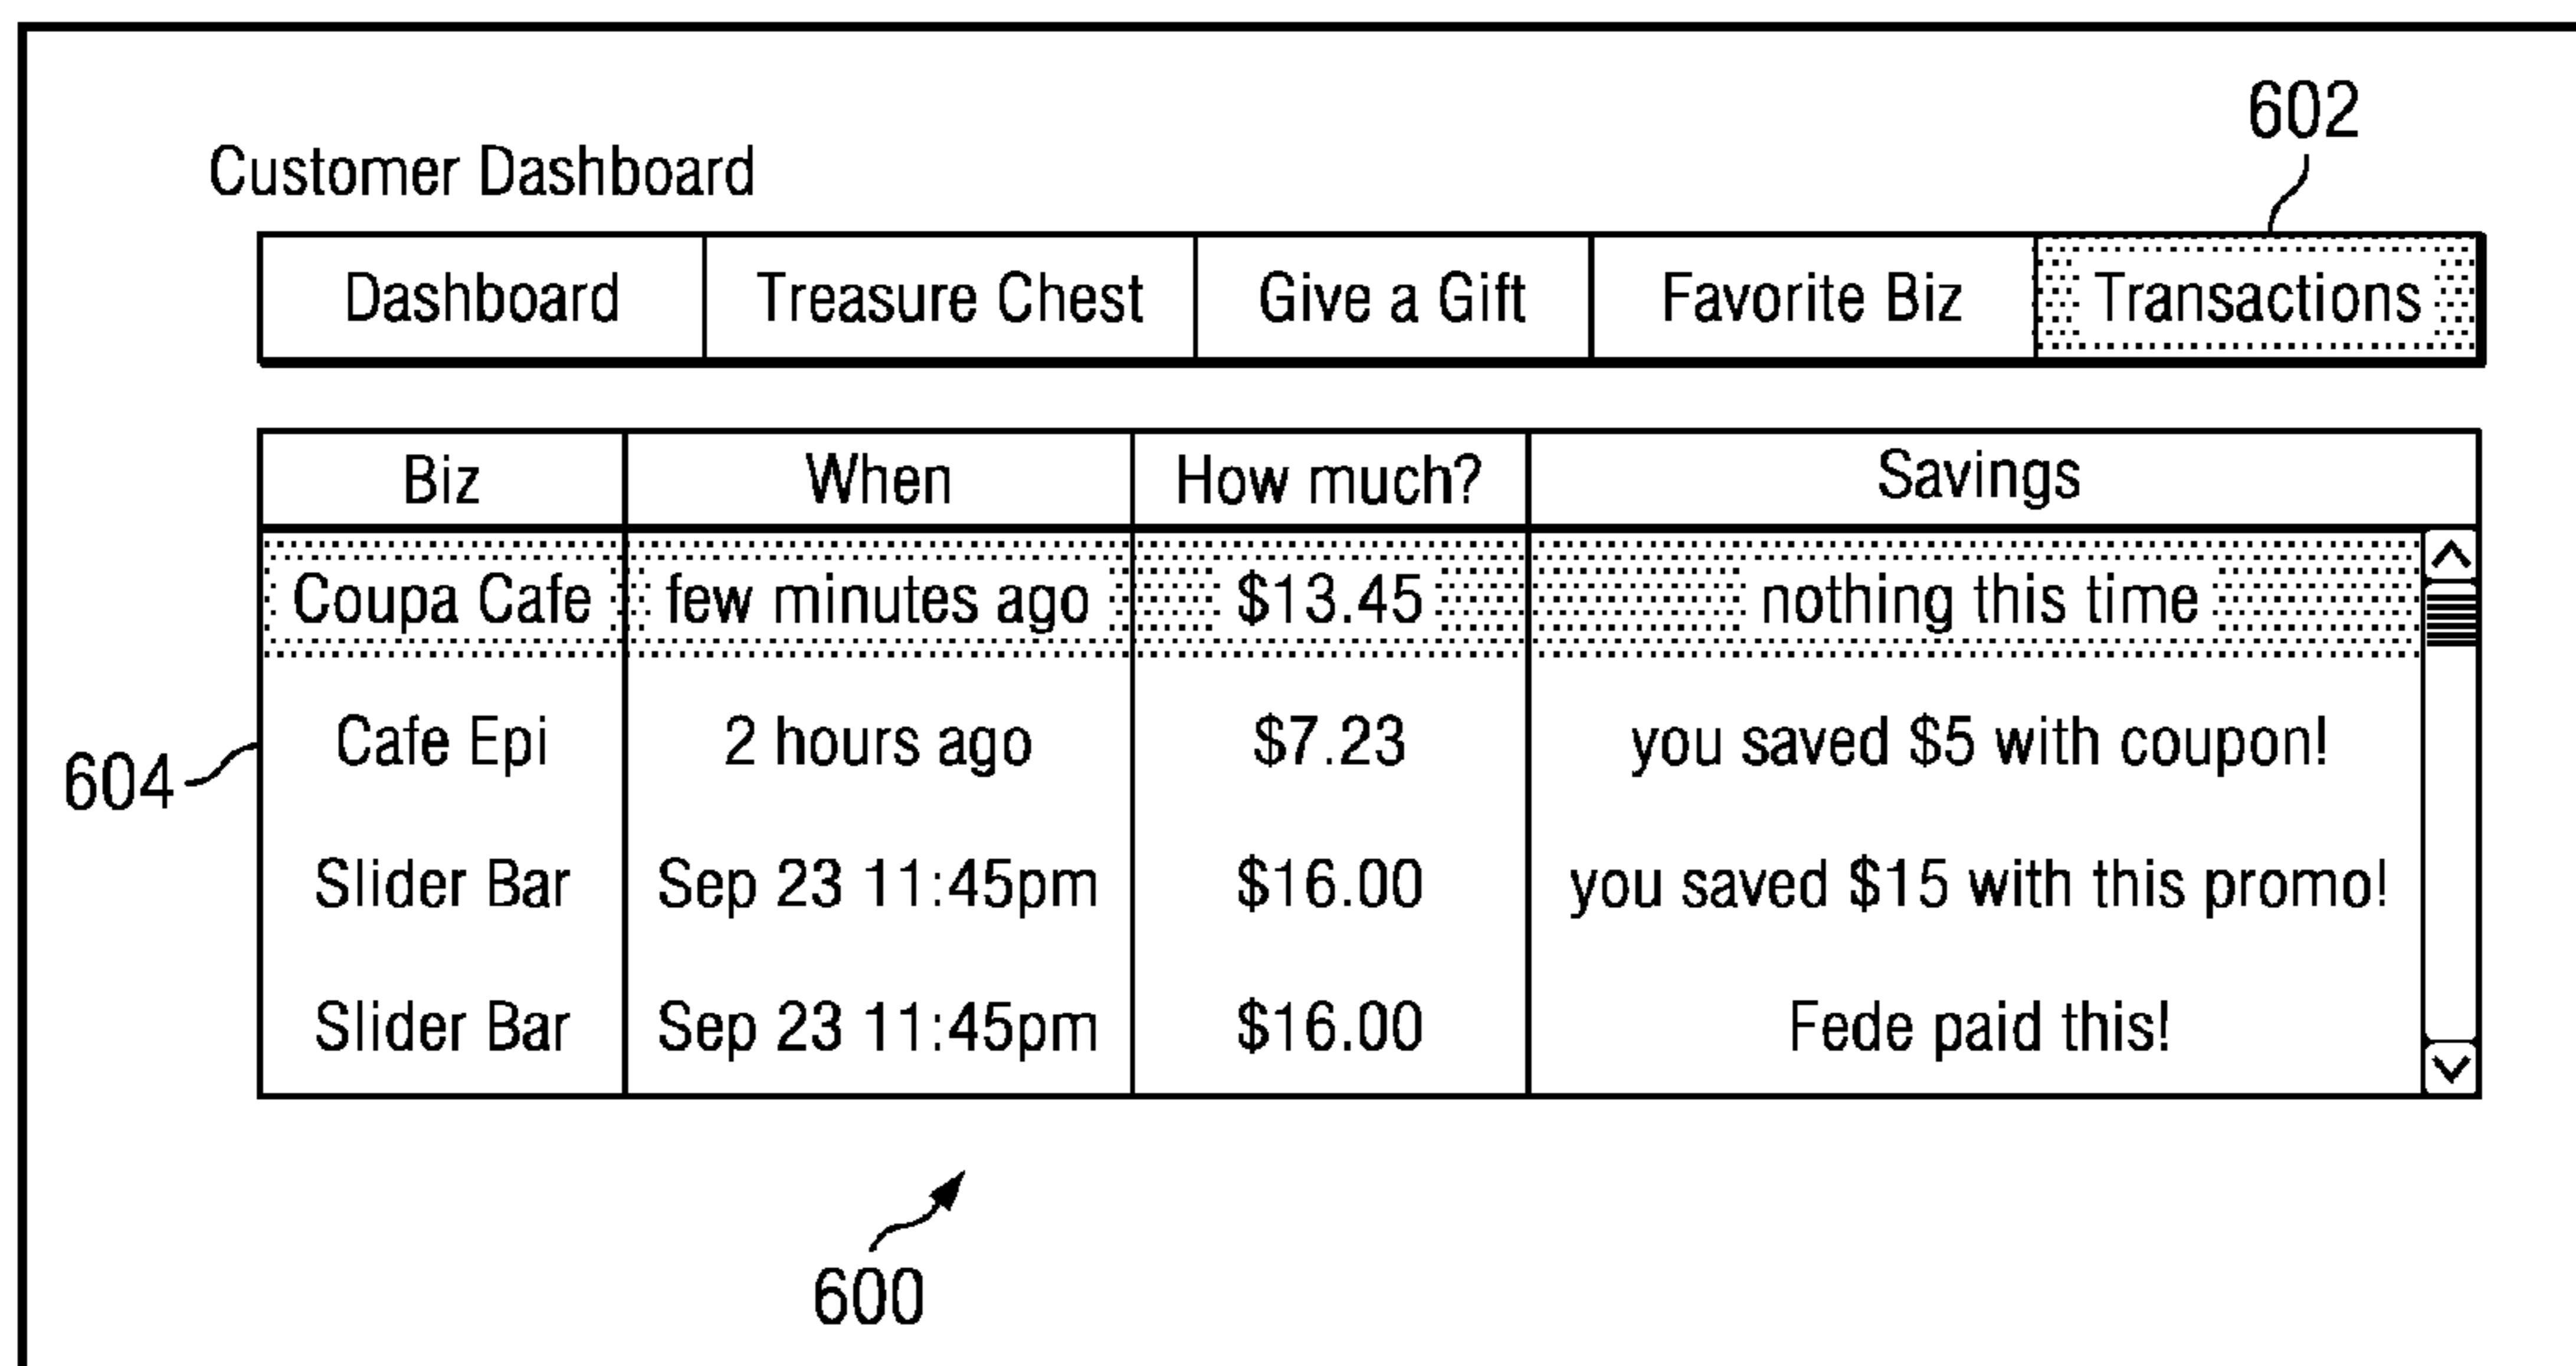 602
Customer Dashboard
Dashboard Treasure Chest Give a Gift Favorite Biz Transactions
Biz When How much? Savings
Coupa Cafe few minutes ago $13.45 nothing this time
Cafe Epi 2 hours ago $7.23 you saved $5 with coupon!
604
Slider Bar Sep 23 11:45pm $16.00 you saved $15 with this promo!
Slider Bar Sep 23 11:45pm $16.00 Fede paid this!
600